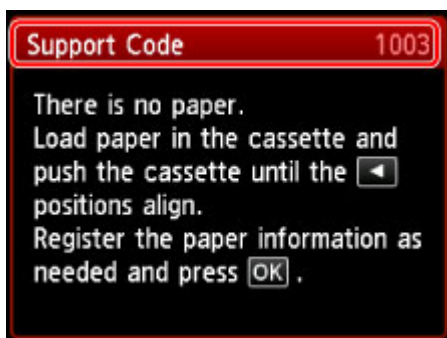 Support Code 1003
There is no paper.
Load paper in the cassette and
push the cassette until the ◀
positions align.
Register the paper information as
needed and press OK .